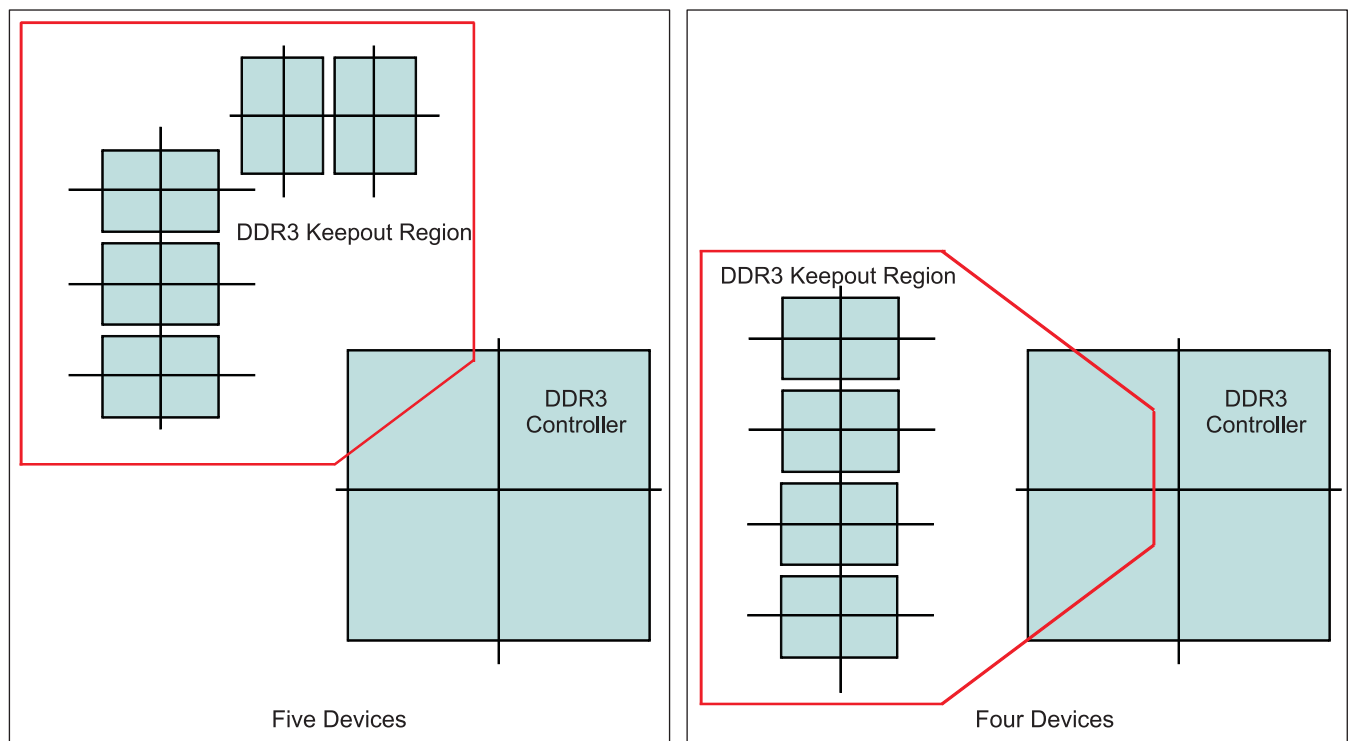 DDR3 Keepout Region
DDR3
Controller
Five Devices
DDR3 Keepout Region
DDR3
Controller
Four Devices